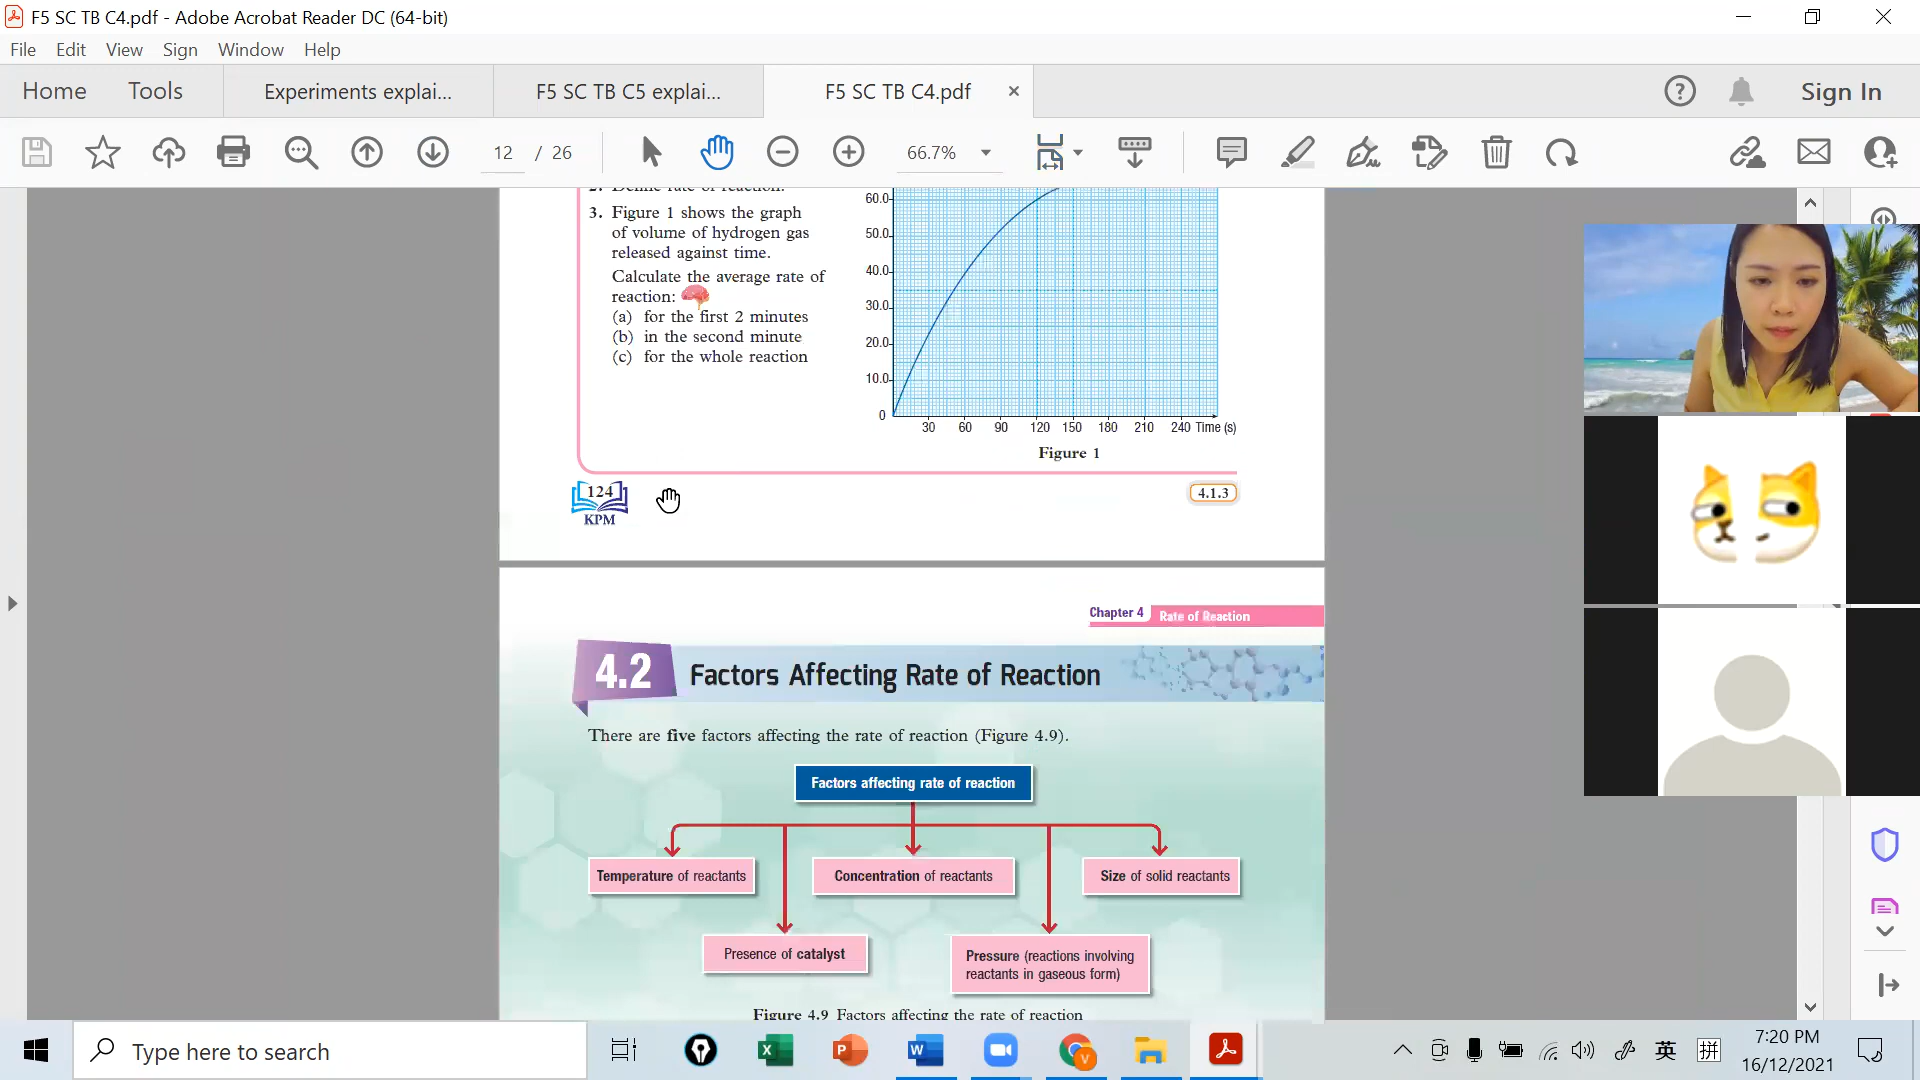 F5 SC TB C4.pdf - Adobe Acrobat Reader DC (64-bit)
File Edit View Sign Window Help
Home Tools Experiments explai... F5 SC TB C5 explai... F5 SC TB C4.pdf × Sign In
12 / 26 66.7%
2. Define rate of reaction.
3. Figure 1 shows the graph
of volume of hydrogen gas
released against time.
Calculate the average rate of
reaction:
(a) for the first 2 minutes
(b) in the second minute
(c) for the whole reaction
60.0
50.0
40.0
30.0
20.0
10.0
0
30 60 90 120 150 180 210 240 Time (s)
Figure 1
124
KPM
4.1.3
Chapter 4 Rate of Reaction
4.2 Factors Affecting Rate of Reaction
There are five factors affecting the rate of reaction (Figure 4.9).
Factors affecting rate of reaction
Temperature of reactants
Concentration of reactants
Size of solid reactants
Presence of catalyst
Pressure (reactions involving
reactants in gaseous form)
Figure 4.9 Factors affecting the rate of reaction
Type here to search
英 拼
7:20 PM
16/12/2021